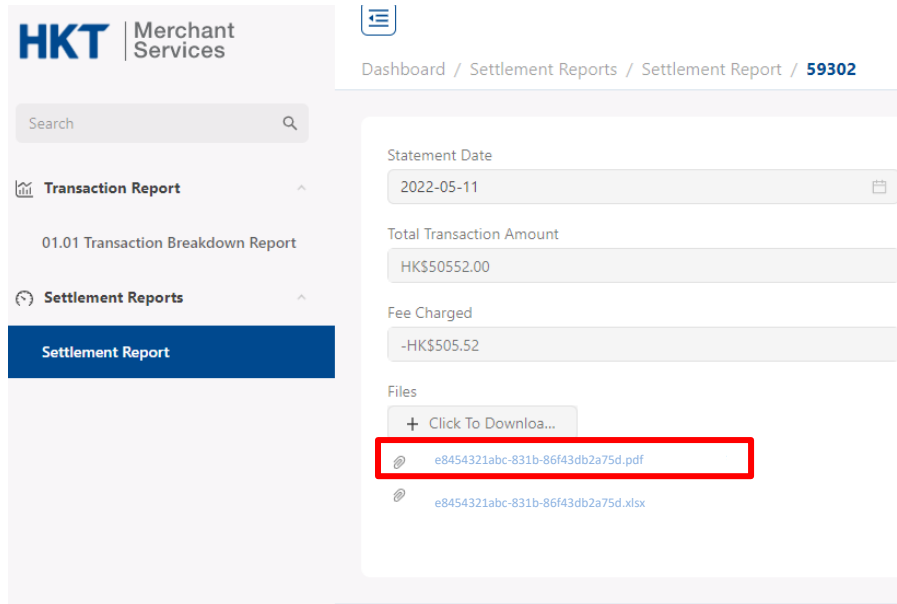 HKT Merchant Services
Dashboard / Settlement Reports / Settlement Report / 59302
Search
Transaction Report
01.01 Transaction Breakdown Report
Settlement Reports
Settlement Report
Statement Date
2022-05-11
Total Transaction Amount
HK$50552.00
Fee Charged
-HK$505.52
Files
+ Click To Downloa...
e8454321abc-831b-86f43db2a75d.pdf
e8454321abc-831b-86f43db2a75d.xlsx